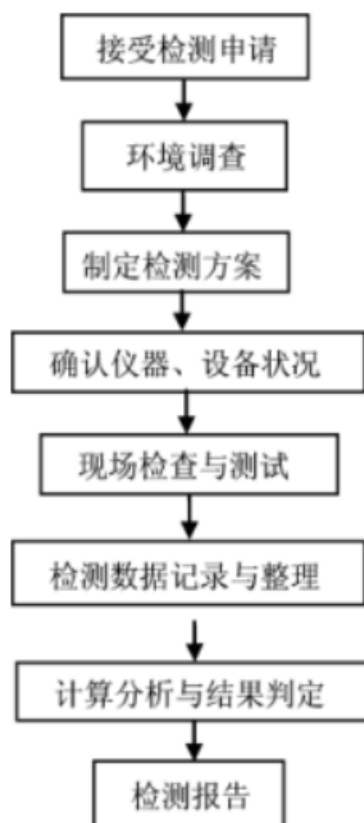 接受检测申请
环境调查
制定检测方案
确认仪器、设备状况
现场检查与测试
检测数据记录与整理
计算分析与结果判定
检测报告